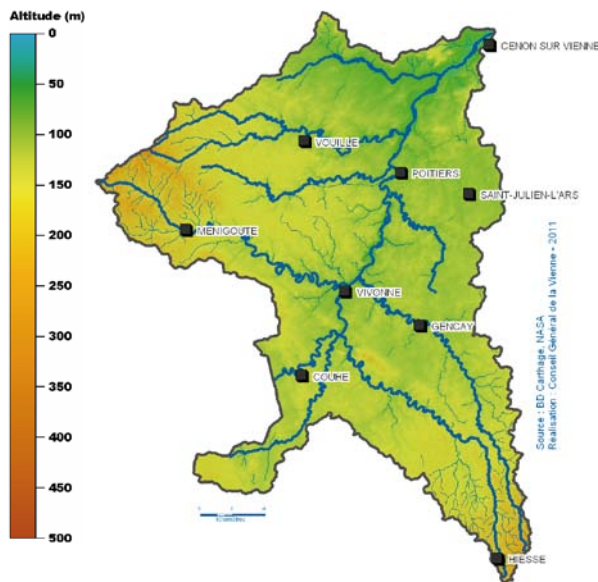 Altitude (m)
0
50
100
150
200
250
300
350
400
450
500
CENON SUR VIENNE
VOUILLE
POITIERS
SAINT-JULIEN-L'ARS
MENIGOUTE
VIVONNE
GENCAY
COUHE
HIESSE
Source : BD Carthage, NASA
Réalisation : Conseil Général de la Vienne - 2011